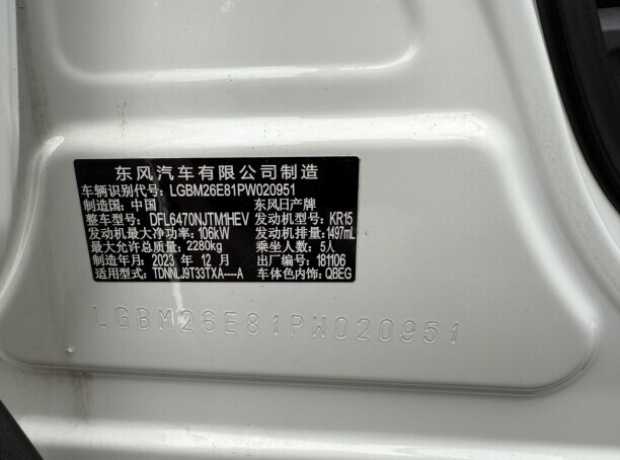 东风汽车有限公司制造
车辆识别代号: LGBM26E81PW020951
制造国: 中国 东风日产牌
整车型号: DFL6470NJTM1HEV 发动机型号: KR15
发动机最大净功率: 106kW 发动机排量: 1497mL
最大允许总质量: 2280kg 乘坐人数: 5人
制造年月: 2023 年 12 月 出厂编号: 181106
适用型式: TDNNLJ9T33TXA----A 车体色内饰: QBEG
LGBM26E81PW020951